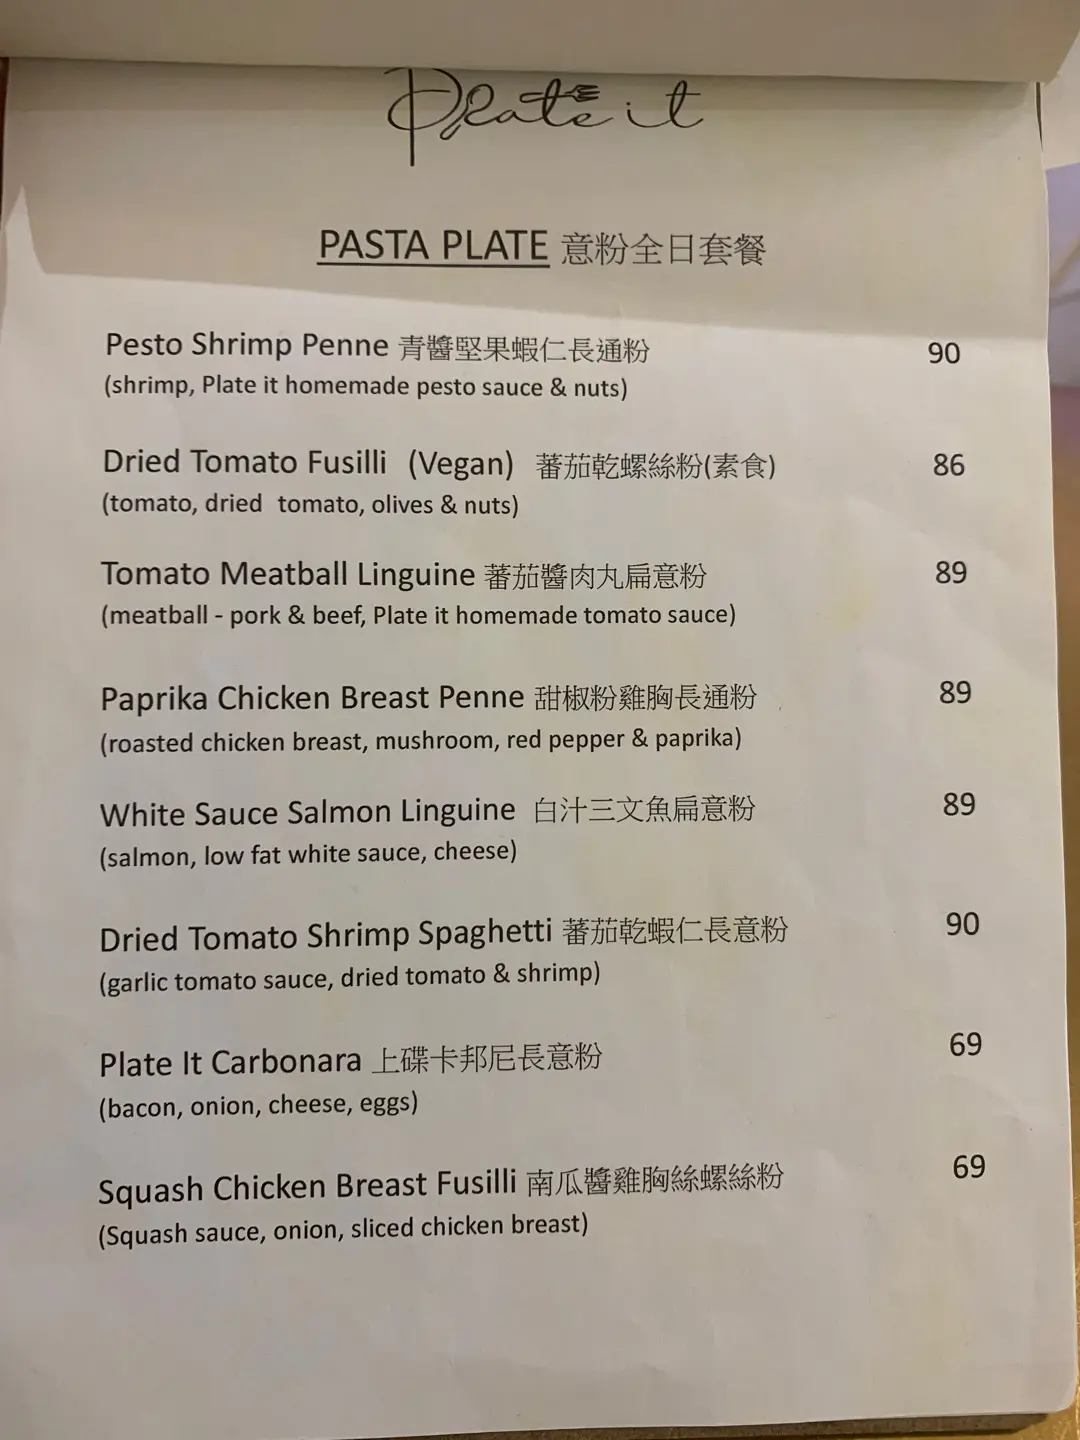 Plate it
PASTA PLATE 意粉全日套餐
Pesto Shrimp Penne 青醬堅果蝦仁長通粉 90
(shrimp, Plate it homemade pesto sauce & nuts)
Dried Tomato Fusilli (Vegan) 蕃茄乾螺絲粉(素食) 86
(tomato, dried tomato, olives & nuts)
Tomato Meatball Linguine 蕃茄醬肉丸扁意粉 89
(meatball - pork & beef, Plate it homemade tomato sauce)
Paprika Chicken Breast Penne 甜椒粉雞胸長通粉 89
(roasted chicken breast, mushroom, red pepper & paprika)
White Sauce Salmon Linguine 白汁三文魚扁意粉 89
(salmon, low fat white sauce, cheese)
Dried Tomato Shrimp Spaghetti 蕃茄乾蝦仁長意粉 90
(garlic tomato sauce, dried tomato & shrimp)
Plate It Carbonara 上碟卡邦尼長意粉 69
(bacon, onion, cheese, eggs)
Squash Chicken Breast Fusilli 南瓜醬雞胸絲螺絲粉 69
(Squash sauce, onion, sliced chicken breast)